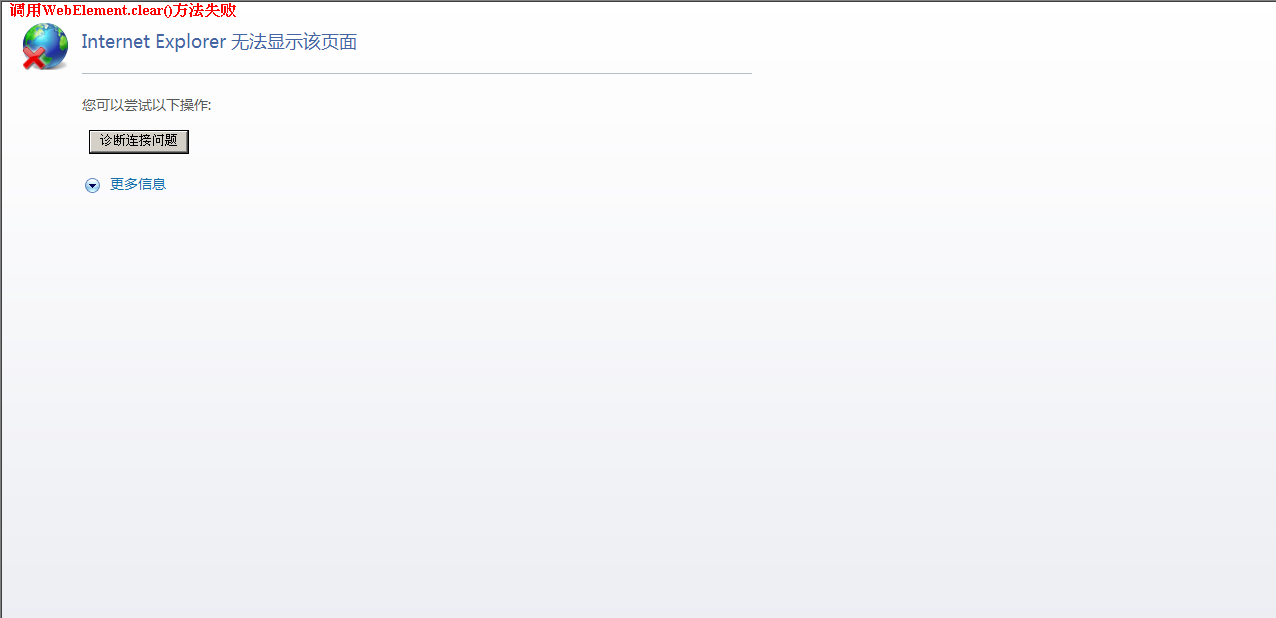 调用WebElement.clear()方法失败
Internet Explorer 无法显示该页面
您可以尝试以下操作:
诊断连接问题
更多信息